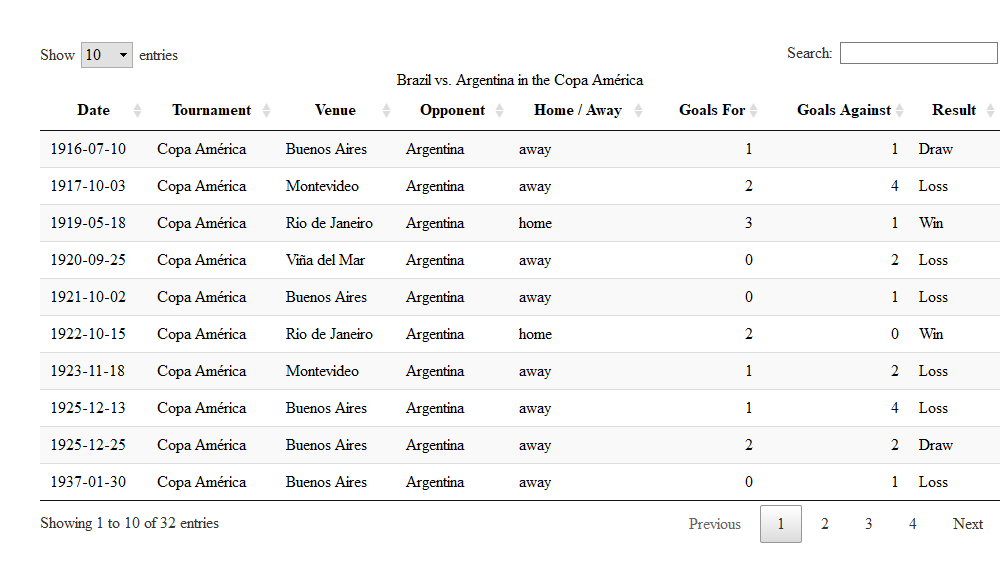 Show 10 entries Search:
Brazil vs. Argentina in the Copa América
Date Tournament Venue Opponent Home / Away Goals For Goals Against Result
1916-07-10 Copa América Buenos Aires Argentina away 1 1 Draw
1917-10-03 Copa América Montevideo Argentina away 2 4 Loss
1919-05-18 Copa América Rio de Janeiro Argentina home 3 1 Win
1920-09-25 Copa América Viña del Mar Argentina away 0 2 Loss
1921-10-02 Copa América Buenos Aires Argentina away 0 1 Loss
1922-10-15 Copa América Rio de Janeiro Argentina home 2 0 Win
1923-11-18 Copa América Montevideo Argentina away 1 2 Loss
1925-12-13 Copa América Buenos Aires Argentina away 1 4 Loss
1925-12-25 Copa América Buenos Aires Argentina away 2 2 Draw
1937-01-30 Copa América Buenos Aires Argentina away 0 1 Loss
Showing 1 to 10 of 32 entries Previous 1 2 3 4 Next